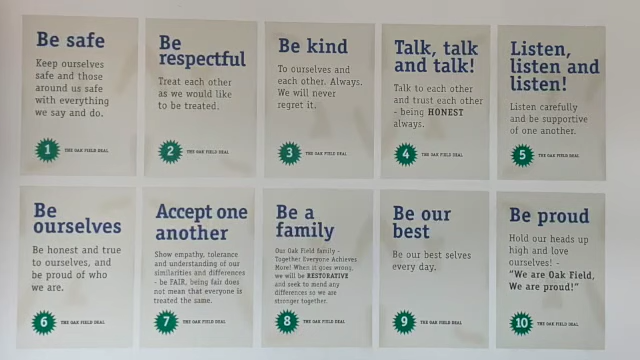 Be safe
Keep ourselves
safe and those
around us safe
with everything
we say and do.
1 THE OAK FIELD DEAL
Be
respectful
Treat each other
as we would like
to be treated.
2 THE OAK FIELD DEAL
Be kind
To ourselves and
each other. Always.
We will never
regret it.
3 THE OAK FIELD DEAL
Talk, talk
and talk!
Talk to each other
and trust each other
- being HONEST
always.
4 THE OAK FIELD DEAL
Listen,
listen and
listen!
Listen carefully
and be supportive
of one another.
5 THE OAK FIELD DEAL
Be
ourselves
Be honest and true
to ourselves, and
be proud of who
we are.
6 THE OAK FIELD DEAL
Accept one
another
Show empathy, tolerance
and understanding of our
similarities and differences
- be FAIR, being fair does
not mean that everyone is
treated the same.
7 THE OAK FIELD DEAL
Be a
family
Our Oak Field family -
Together Everyone Achieves
More! When it goes wrong,
we will be RESTORATIVE
and seek to mend any
differences so we are
stronger together.
8 THE OAK FIELD DEAL
Be our
best
Be our best selves
every day.
9 THE OAK FIELD DEAL
Be proud
Hold our heads up
high and love
ourselves! -
"We are Oak Field,
We are proud!"
10 THE OAK FIELD DEAL